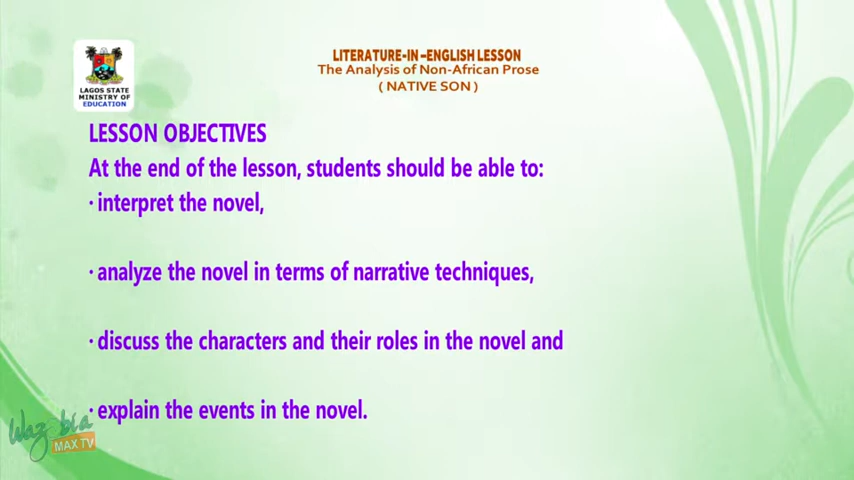 LITERATURE-IN-ENGLISH LESSON
The Analysis of Non-African Prose
( NATIVE SON )
LAGOS STATE
MINISTRY OF
EDUCATION
LESSON OBJECTIVES
At the end of the lesson, students should be able to:
· interpret the novel,
· analyze the novel in terms of narrative techniques,
· discuss the characters and their roles in the novel and
· explain the events in the novel.
Wazobia
MAX TV